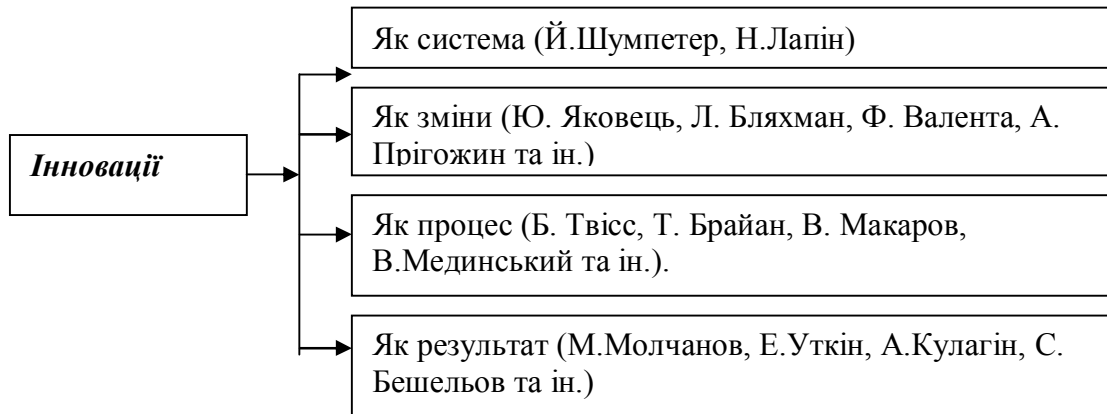 Як система (Й.Шумпетер, Н.Лапін)
Як зміни (Ю. Яковець, Л. Бляхман, Ф. Валента, А.
Прігожин та ін.)
Інновації
Як процес (Б. Твісс, Т. Брайан, В. Макаров,
В.Мединський та ін.).
Як результат (М.Молчанов, Е.Уткін, А.Кулагін, С.
Бешельов та ін.)